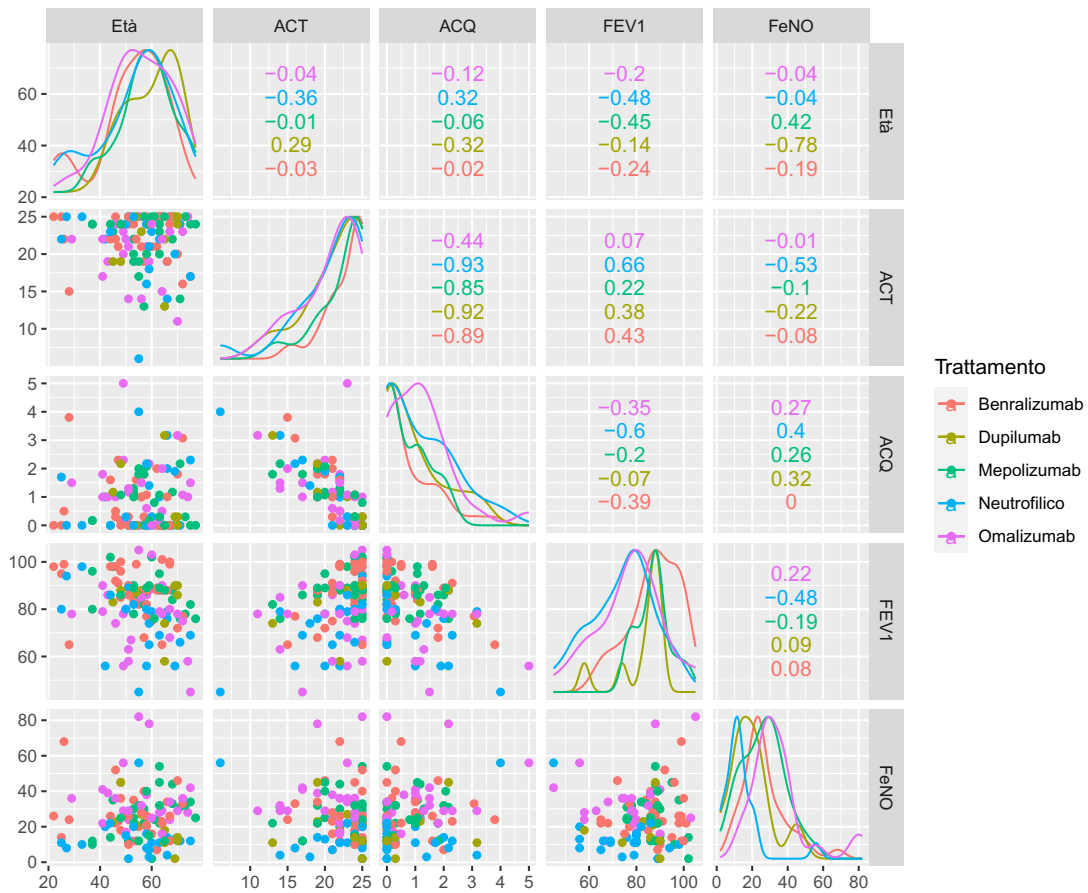 Età ACT ACQ FEV1 FeNO
−0.04 −0.12 −0.2 −0.04
−0.36 0.32 −0.48 −0.04
−0.01 −0.06 −0.45 0.42
0.29 −0.32 −0.14 −0.78
−0.03 −0.02 −0.24 −0.19
60
40
20
Età
−0.44 0.07 −0.01
−0.93 0.66 −0.53
−0.85 0.22 −0.1
−0.92 0.38 −0.22
−0.89 0.43 −0.08
25
20
15
10
ACT
−0.35 0.27
−0.6 0.4
−0.2 0.26
−0.07 0.32
−0.39 0
5
4
3
2
1
0
ACQ
0.22
−0.48
−0.19
0.09
0.08
100
80
60
FEV1
80
60
40
20
0
FeNO
20 40 60 10 15 20 25 0 1 2 3 4 5 60 80 100 0 20 40 60 80
Trattamento
a Benralizumab
a Dupilumab
a Mepolizumab
a Neutrofilico
a Omalizumab